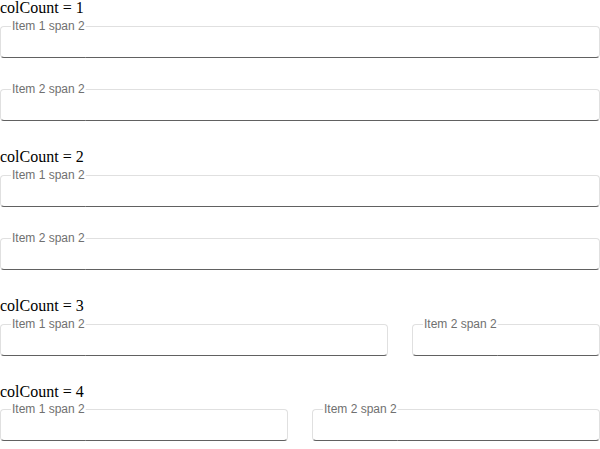 colCount = 1
Item 1 span 2
Item 2 span 2
colCount = 2
Item 1 span 2
Item 2 span 2
colCount = 3
Item 1 span 2 Item 2 span 2
colCount = 4
Item 1 span 2 Item 2 span 2